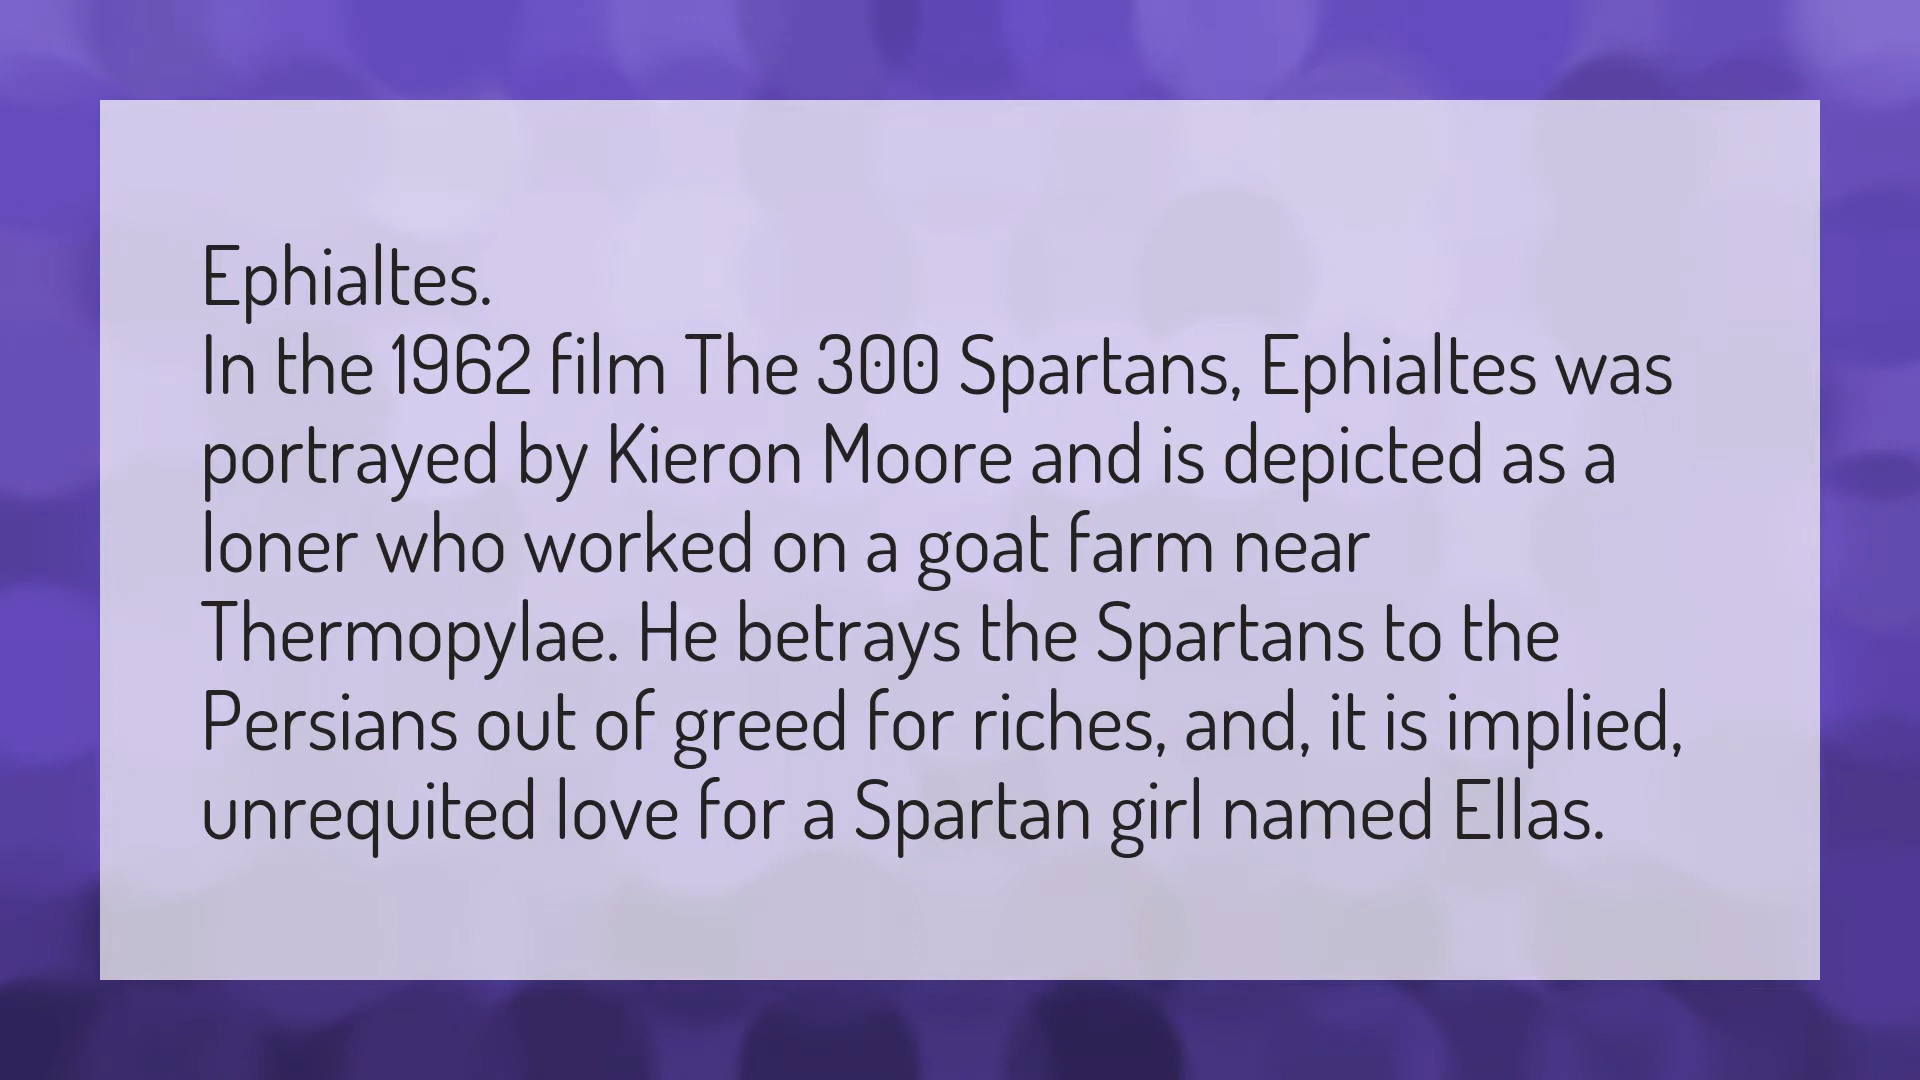 Ephialtes.
In the 1962 film The 300 Spartans, Ephialtes was
portrayed by Kieron Moore and is depicted as a
loner who worked on a goat farm near
Thermopylae. He betrays the Spartans to the
Persians out of greed for riches, and, it is implied,
unrequited love for a Spartan girl named Ellas.